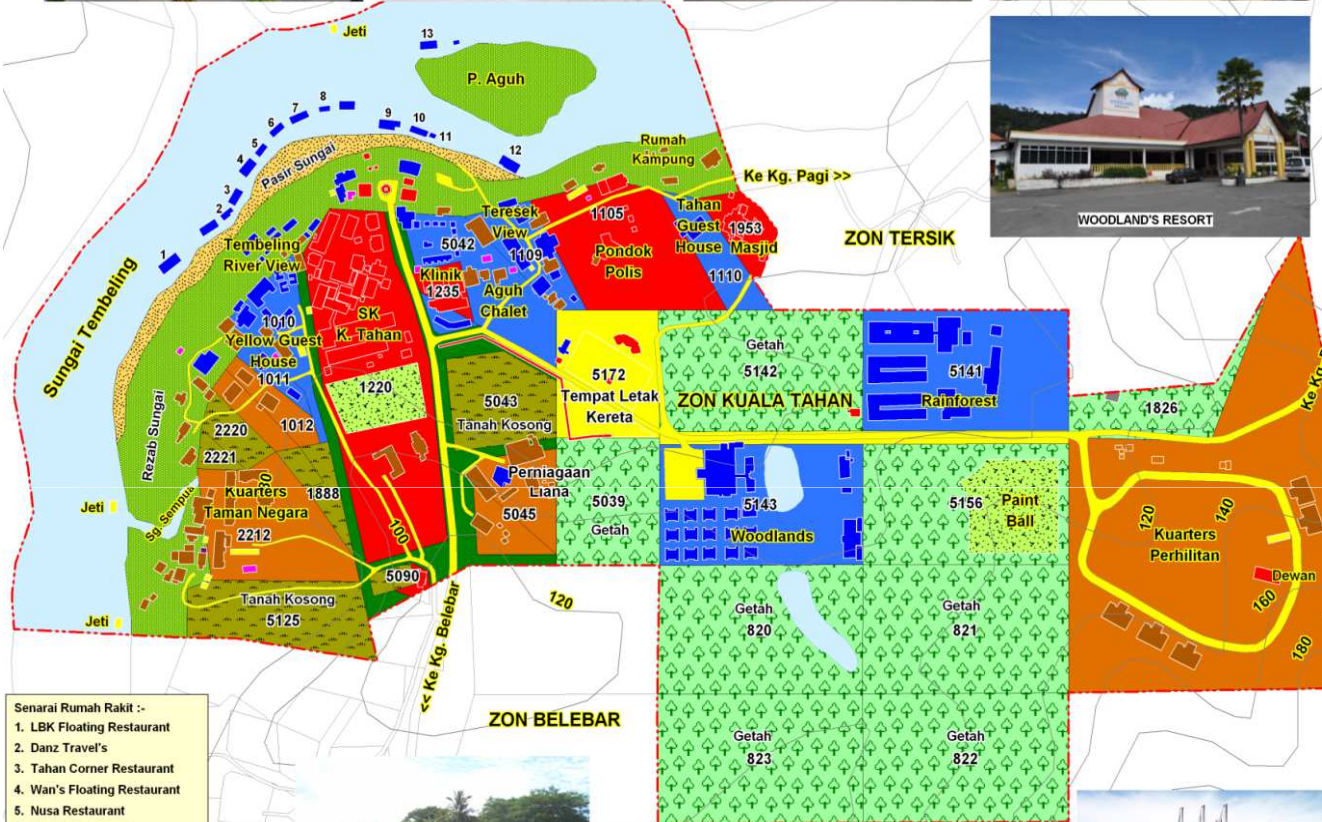 Jeti
13
P. Aguh
8
7
6
5
4
3
2
1
9
10
11
12
Pasir Sungai
Rumah
Kampung
Ke Kg. Pagi >>
WOODLAND'S RESORT
Sungai Tembeling
Tembeling
River View
Teresek
View
5042
1109
1105
Pondok
Polis
Tahan
Guest
House
1110
1953
Masjid
ZON TERSIK
Klinik
1235
Aguh
Chalet
SK
K. Tahan
1010
Yellow Guest
House
1011
1012
1220
5043
Tanah Kosong
5172
Tempat Letak
Kereta
Getah
5142
ZON KUALA TAHAN
5141
Rainforest
1826
Rezab Sungai
2220
2221
1888
Kuarters
Taman Negara
2212
Jeti
Sg. Sempua
Perniagaan
Liana
5045
5039
Getah
5143
Woodlands
5156
Paint
Ball
120
140
Kuarters
Perhilitan
Dewan
160
180
100
5090
Tanah Kosong
5125
Jeti
120
<< Ke Kg. Belebar
Getah
820
Getah
821
ZON BELEBAR
Getah
823
Getah
822
Senarai Rumah Rakit :-
1. LBK Floating Restaurant
2. Danz Travel's
3. Tahan Corner Restaurant
4. Wan's Floating Restaurant
5. Nusa Restaurant